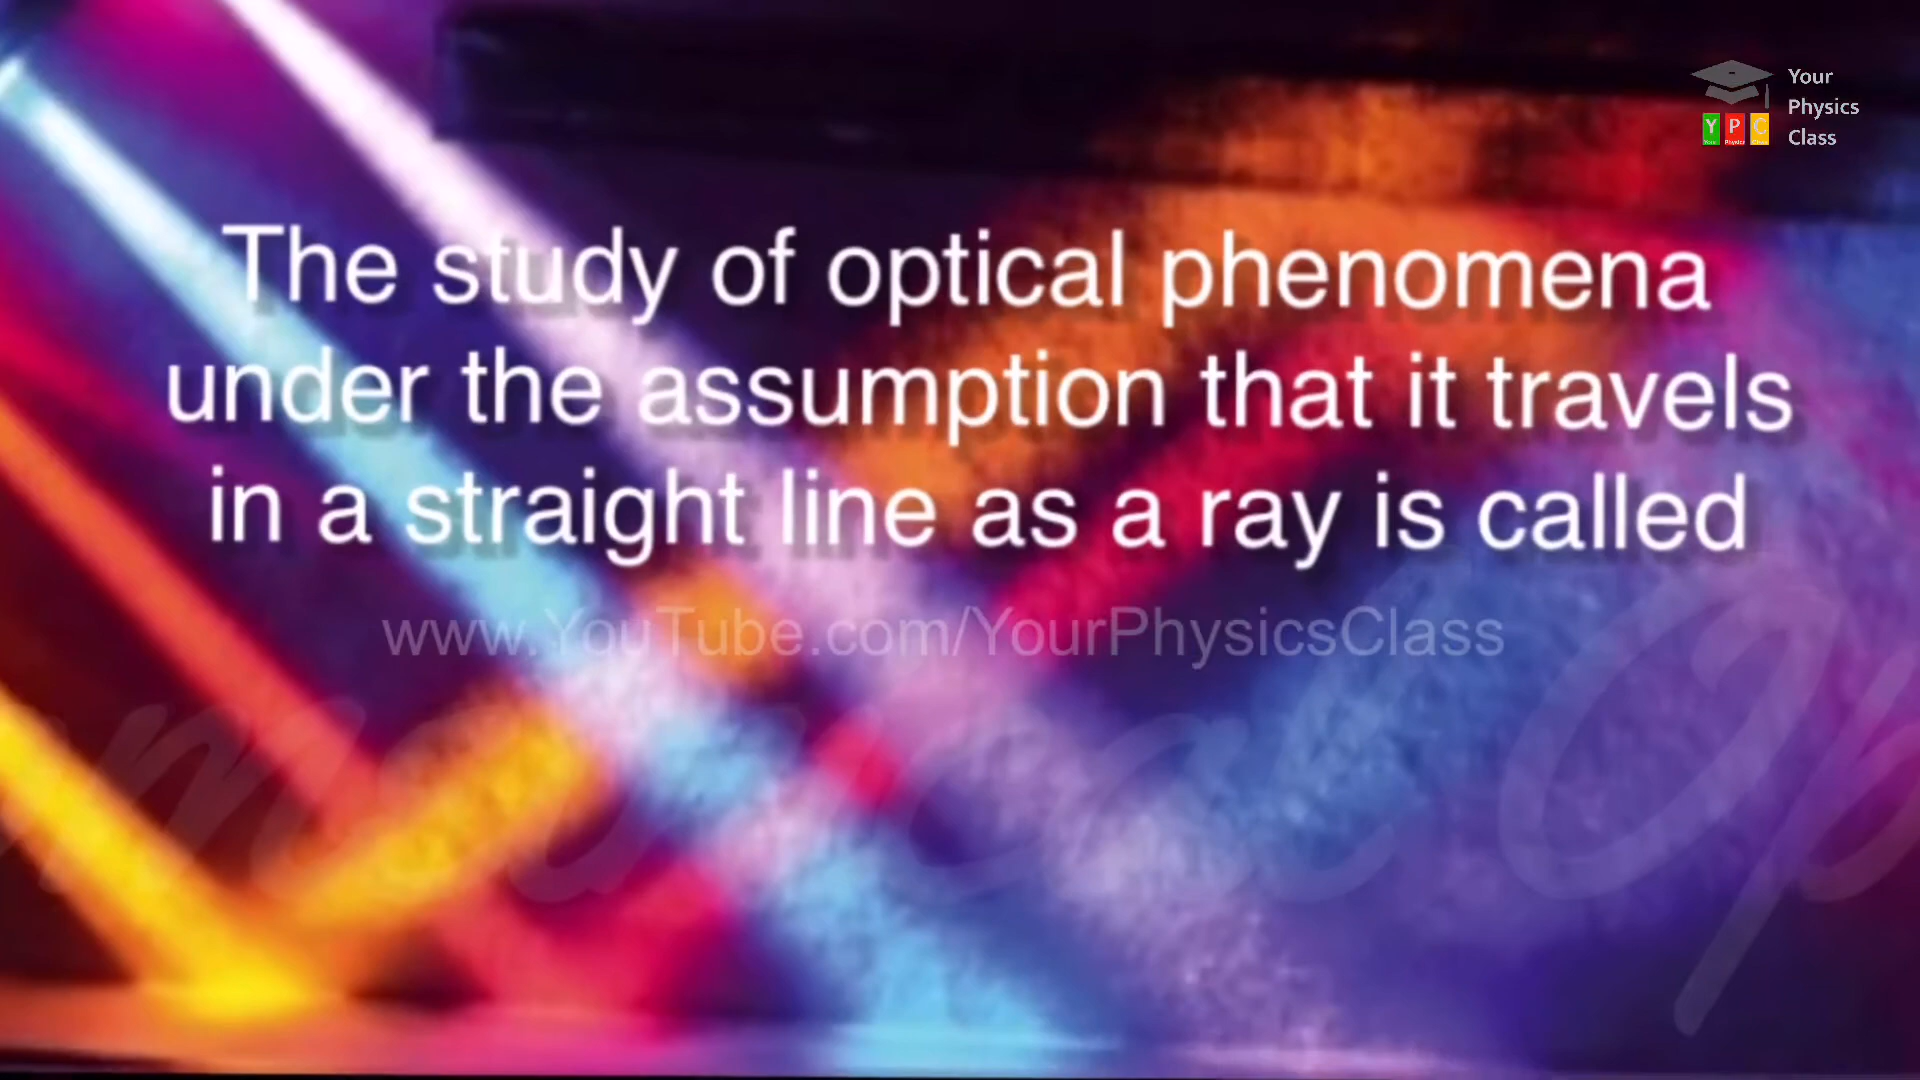 Your
Physics
Class
Y P C
The study of optical phenomena
under the assumption that it travels
in a straight line as a ray is called
www.YouTube.com/YourPhysicsClass